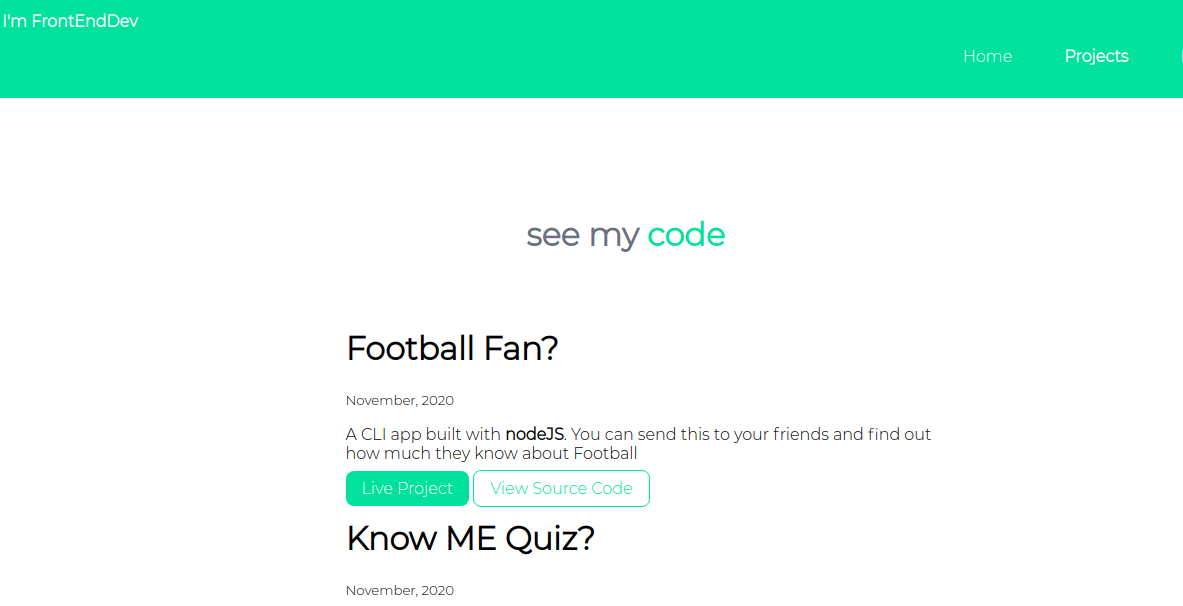 I'm FrontEndDev
Home Projects
see my code
Football Fan?
November, 2020
A CLI app built with nodeJS. You can send this to your friends and find out
how much they know about Football
Live Project View Source Code
Know ME Quiz?
November, 2020